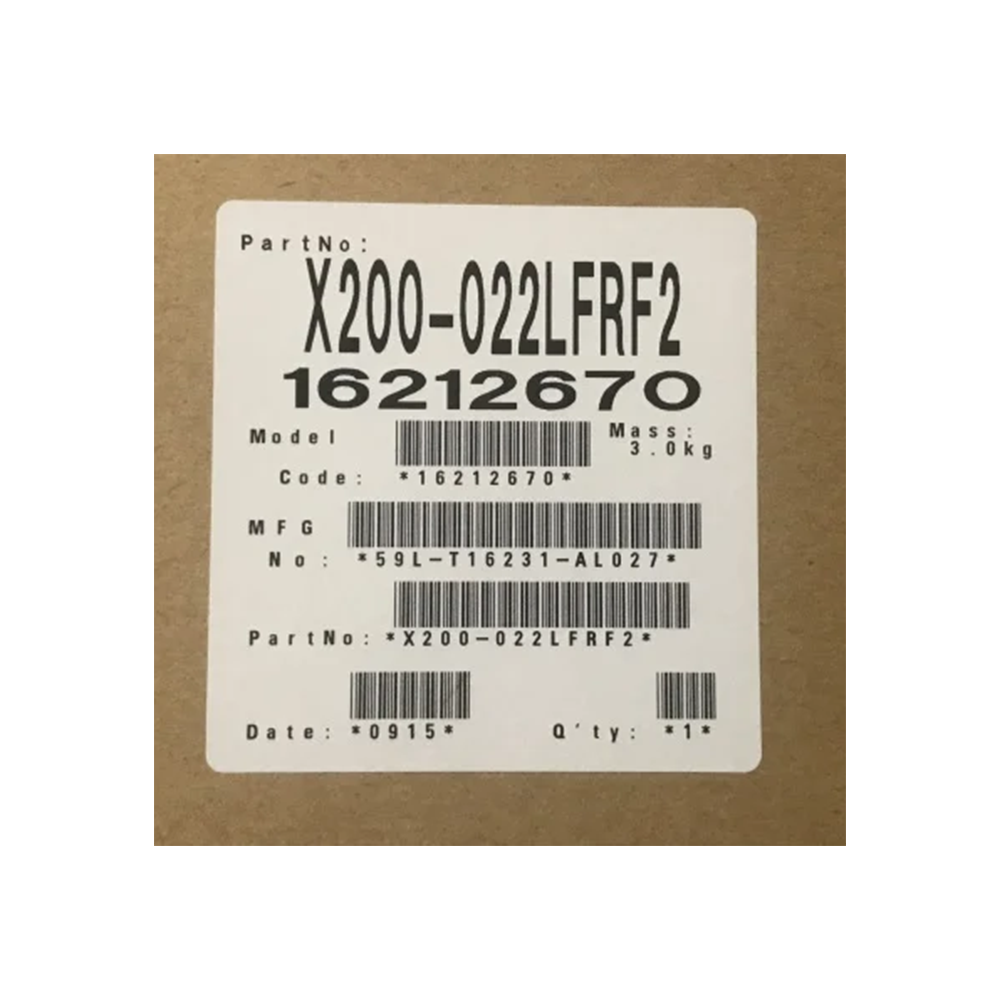 PartNo:
X200-022LFRF2
16212670
Model Mass:
3.0kg
Code: *16212670*
MFG
No: *59L-T16231-AL027*
PartNo: *X200-022LFRF2*
Date: *0915* Q'ty: *1*